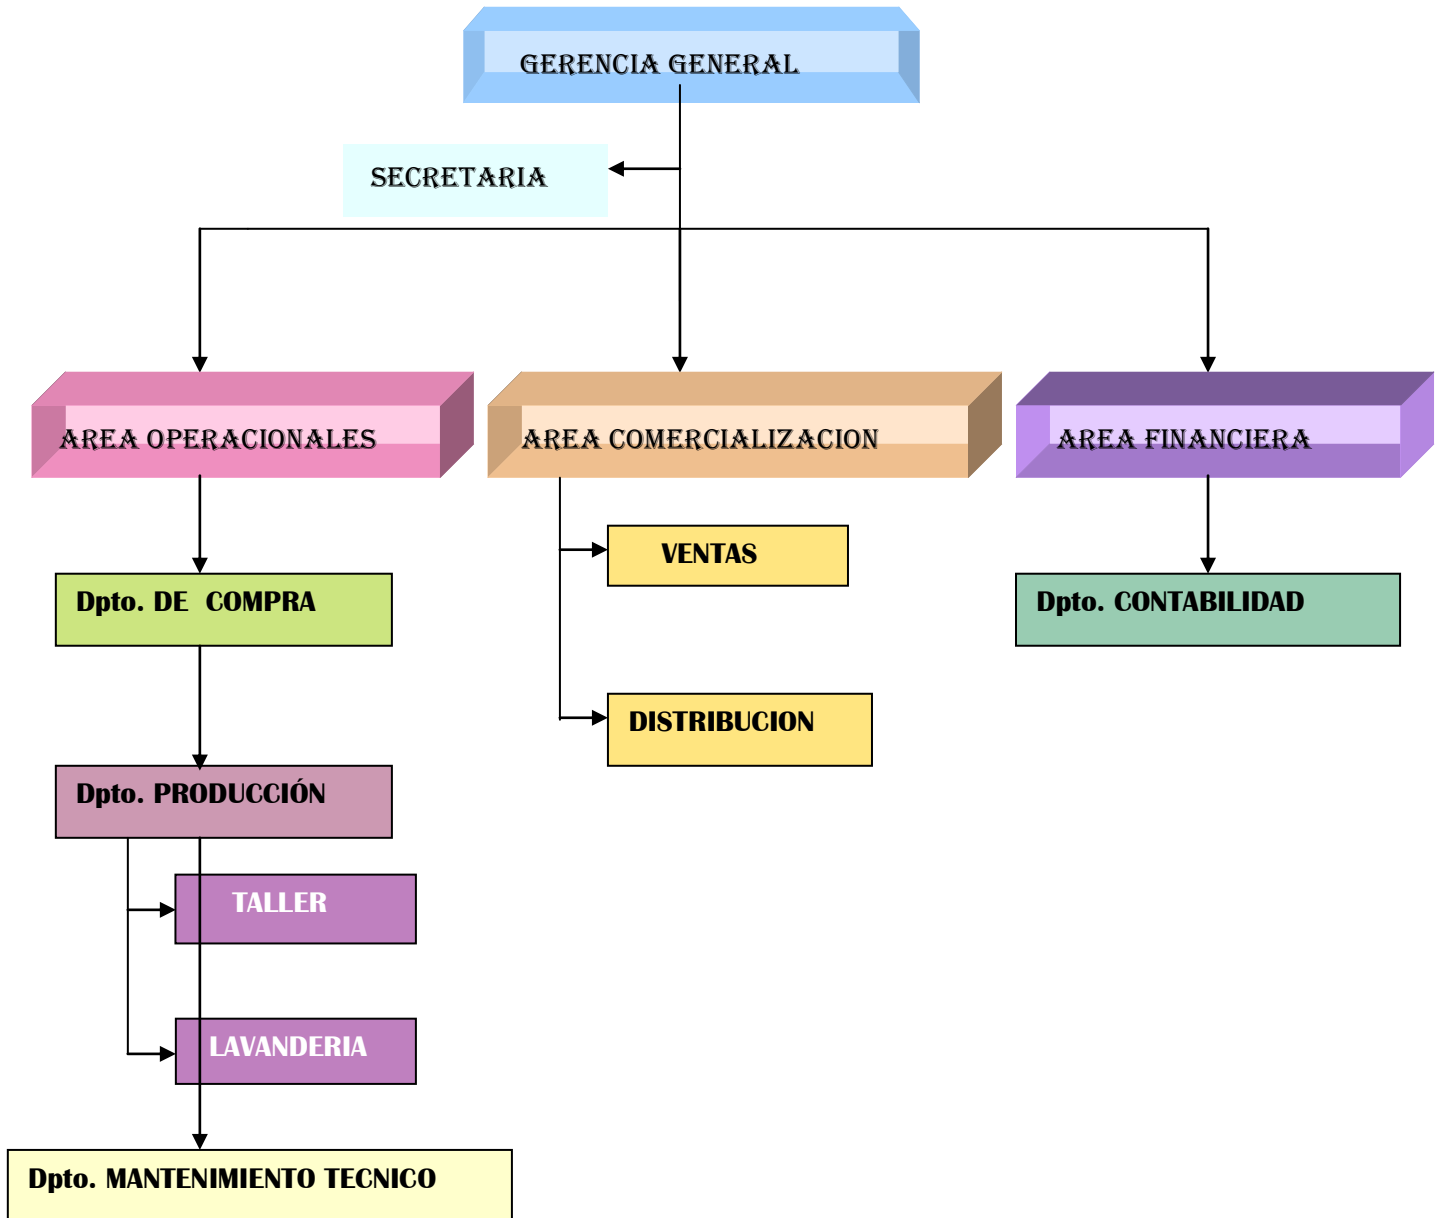 GERENCIA GENERAL
SECRETARIA
AREA OPERACIONALES
AREA COMERCIALIZACION
AREA FINANCIERA
VENTAS
Dpto. DE COMPRA
Dpto. CONTABILIDAD
DISTRIBUCION
Dpto. PRODUCCIÓN
TALLER
LAVANDERIA
Dpto. MANTENIMIENTO TECNICO